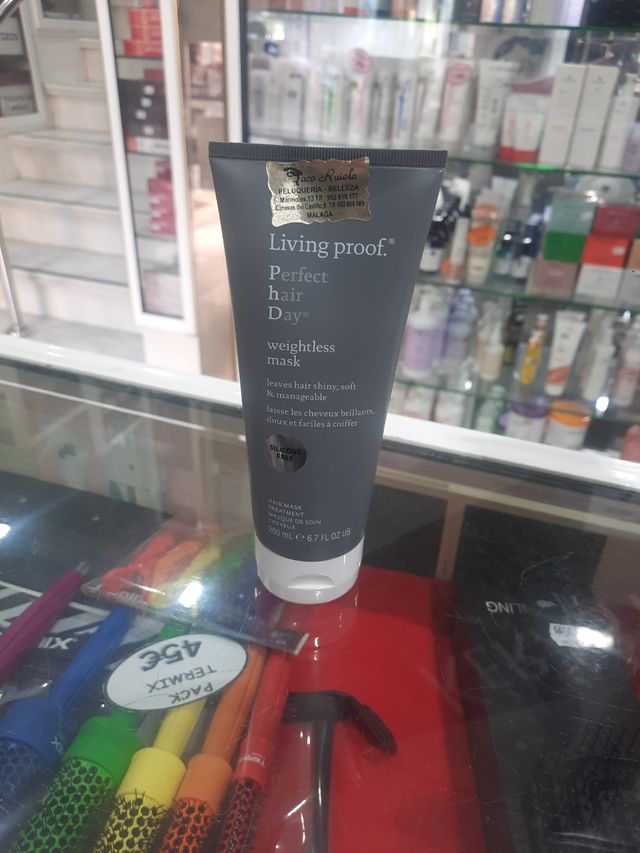 Paco Ruiola
PELUQUERIA - BELLEZA
MALAGA
Living proof.®
Perfect
hair
Day®
weightless
mask
leaves hair shiny, soft
& manageable
laisse les cheveux brillants,
doux et faciles à coiffer
SILICONE
FREE
HAIR MASK
TREATMENT
MASQUE DE SOIN
CHEVEUX
200 mL e 6.7 FL OZ US
PACK
TERMIX
45€